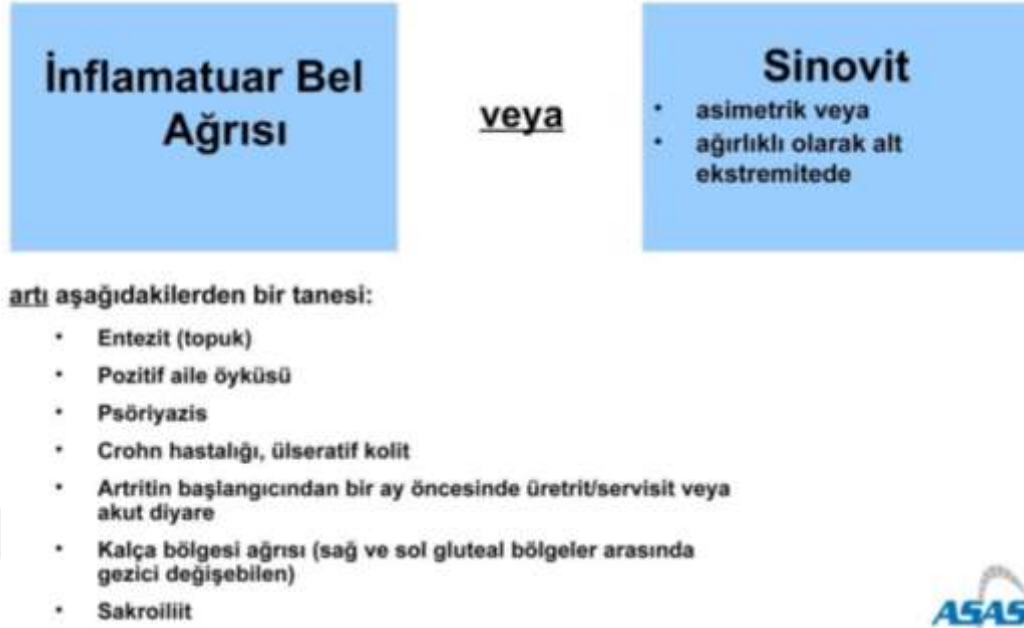 İnflamatuar Bel
Ağrısı
veya
Sinovit
• asimetrik veya
• ağırlıklı olarak alt
ekstremitede
artı aşağıdakilerden bir tanesi:
• Entezit (topuk)
• Pozitif aile öyküsü
• Psöriyazis
• Crohn hastalığı, ülseratif kolit
• Artritin başlangıcından bir ay öncesinde üretrit/servisit veya
akut diyare
• Kalça bölgesi ağrısı (sağ ve sol gluteal bölgeler arasında
gezici değişebilen)
• Sakroiliit
ASAS